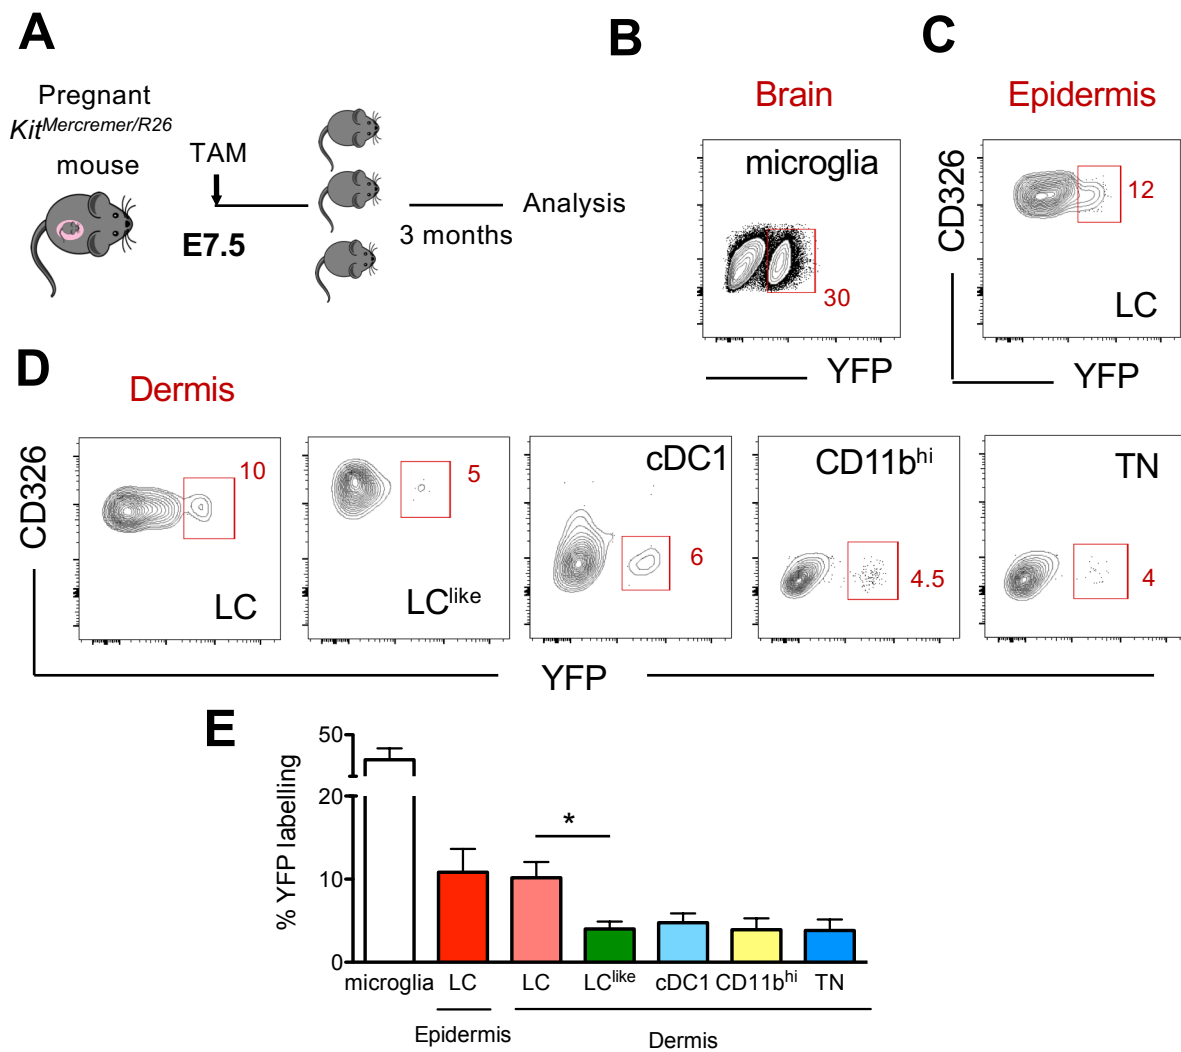 A
Pregnant
Kit^Mercremer/R26
mouse
TAM
E7.5
3 months
Analysis
B
Brain
microglia
30
YFP
C
Epidermis
CD326
12
LC
YFP
D
Dermis
CD326
10
LC
5
LC^like
cDC1
6
CD11b^hi
4.5
TN
4
YFP
E
% YFP labelling
50
20
10
0
*
microglia LC LC LC^like cDC1 CD11b^hi TN
Epidermis Dermis